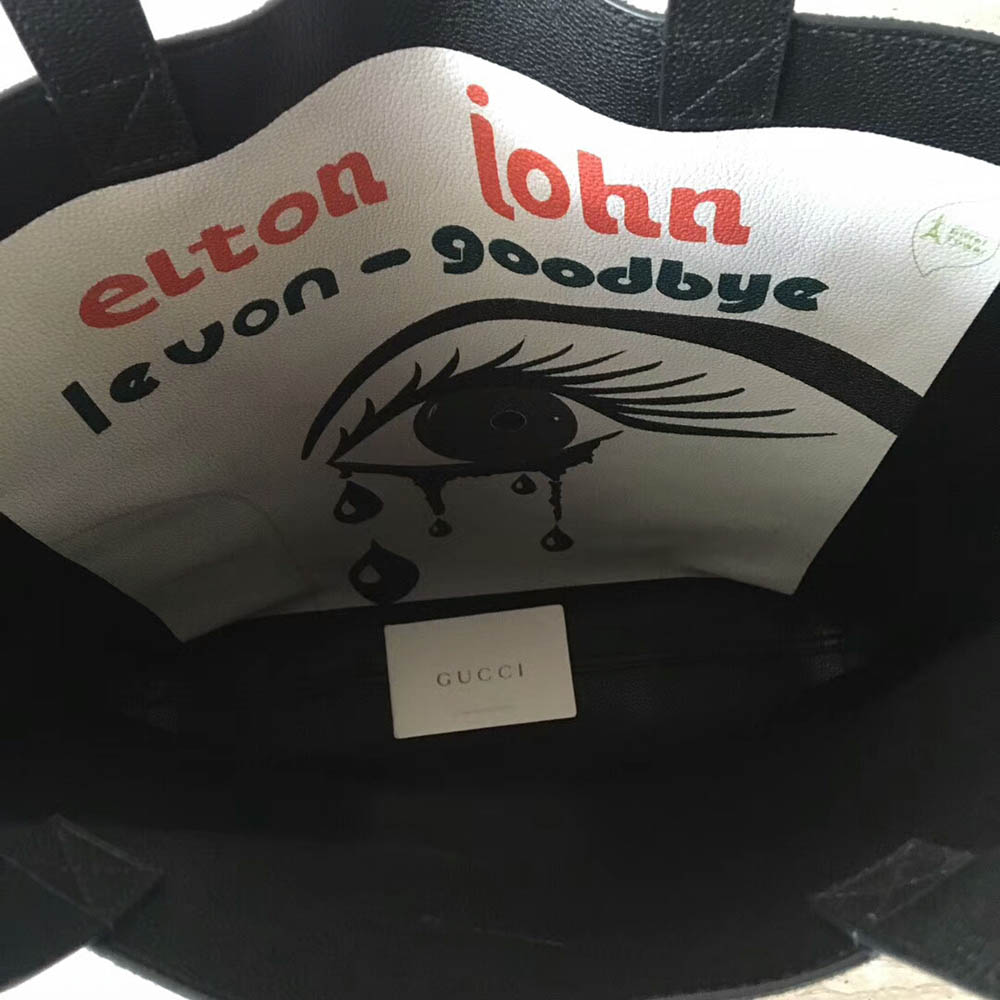 elton john
levon - goodbye
GUCCI